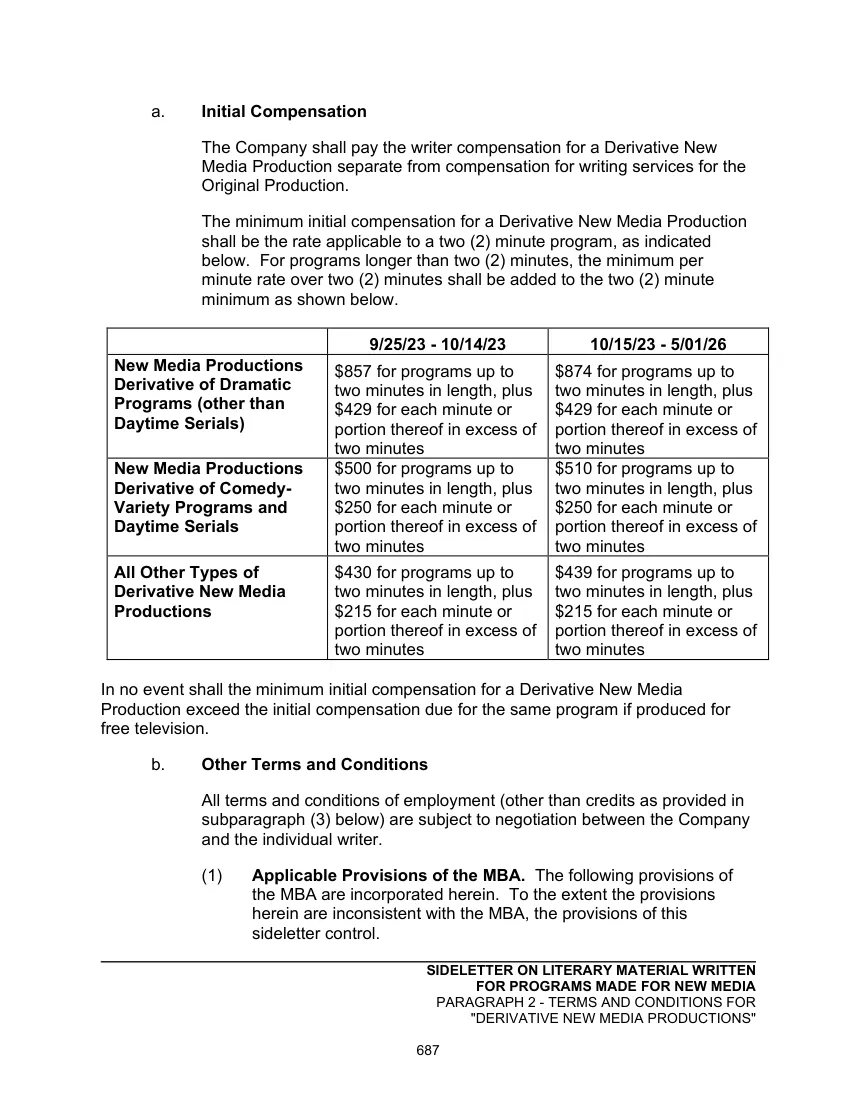 a. Initial Compensation
The Company shall pay the writer compensation for a Derivative New
Media Production separate from compensation for writing services for the
Original Production.
The minimum initial compensation for a Derivative New Media Production
shall be the rate applicable to a two (2) minute program, as indicated
below.  For programs longer than two (2) minutes, the minimum per
minute rate over two (2) minutes shall be added to the two (2) minute
minimum as shown below.
9/25/23 - 10/14/23
10/15/23 - 5/01/26
New Media Productions
Derivative of Dramatic
Programs (other than
Daytime Serials)
$857 for programs up to
two minutes in length, plus
$429 for each minute or
portion thereof in excess of
two minutes
$874 for programs up to
two minutes in length, plus
$429 for each minute or
portion thereof in excess of
two minutes
New Media Productions
Derivative of Comedy-
Variety Programs and
Daytime Serials
$500 for programs up to
two minutes in length, plus
$250 for each minute or
portion thereof in excess of
two minutes
$510 for programs up to
two minutes in length, plus
$250 for each minute or
portion thereof in excess of
two minutes
All Other Types of
Derivative New Media
Productions
$430 for programs up to
two minutes in length, plus
$215 for each minute or
portion thereof in excess of
two minutes
$439 for programs up to
two minutes in length, plus
$215 for each minute or
portion thereof in excess of
two minutes
In no event shall the minimum initial compensation for a Derivative New Media
Production exceed the initial compensation due for the same program if produced for
free television.
b. Other Terms and Conditions
All terms and conditions of employment (other than credits as provided in
subparagraph (3) below) are subject to negotiation between the Company
and the individual writer.
(1) Applicable Provisions of the MBA.  The following provisions of
the MBA are incorporated herein.  To the extent the provisions
herein are inconsistent with the MBA, the provisions of this
sideletter control.
SIDELETTER ON LITERARY MATERIAL WRITTEN
FOR PROGRAMS MADE FOR NEW MEDIA
PARAGRAPH 2 - TERMS AND CONDITIONS FOR
"DERIVATIVE NEW MEDIA PRODUCTIONS"
687